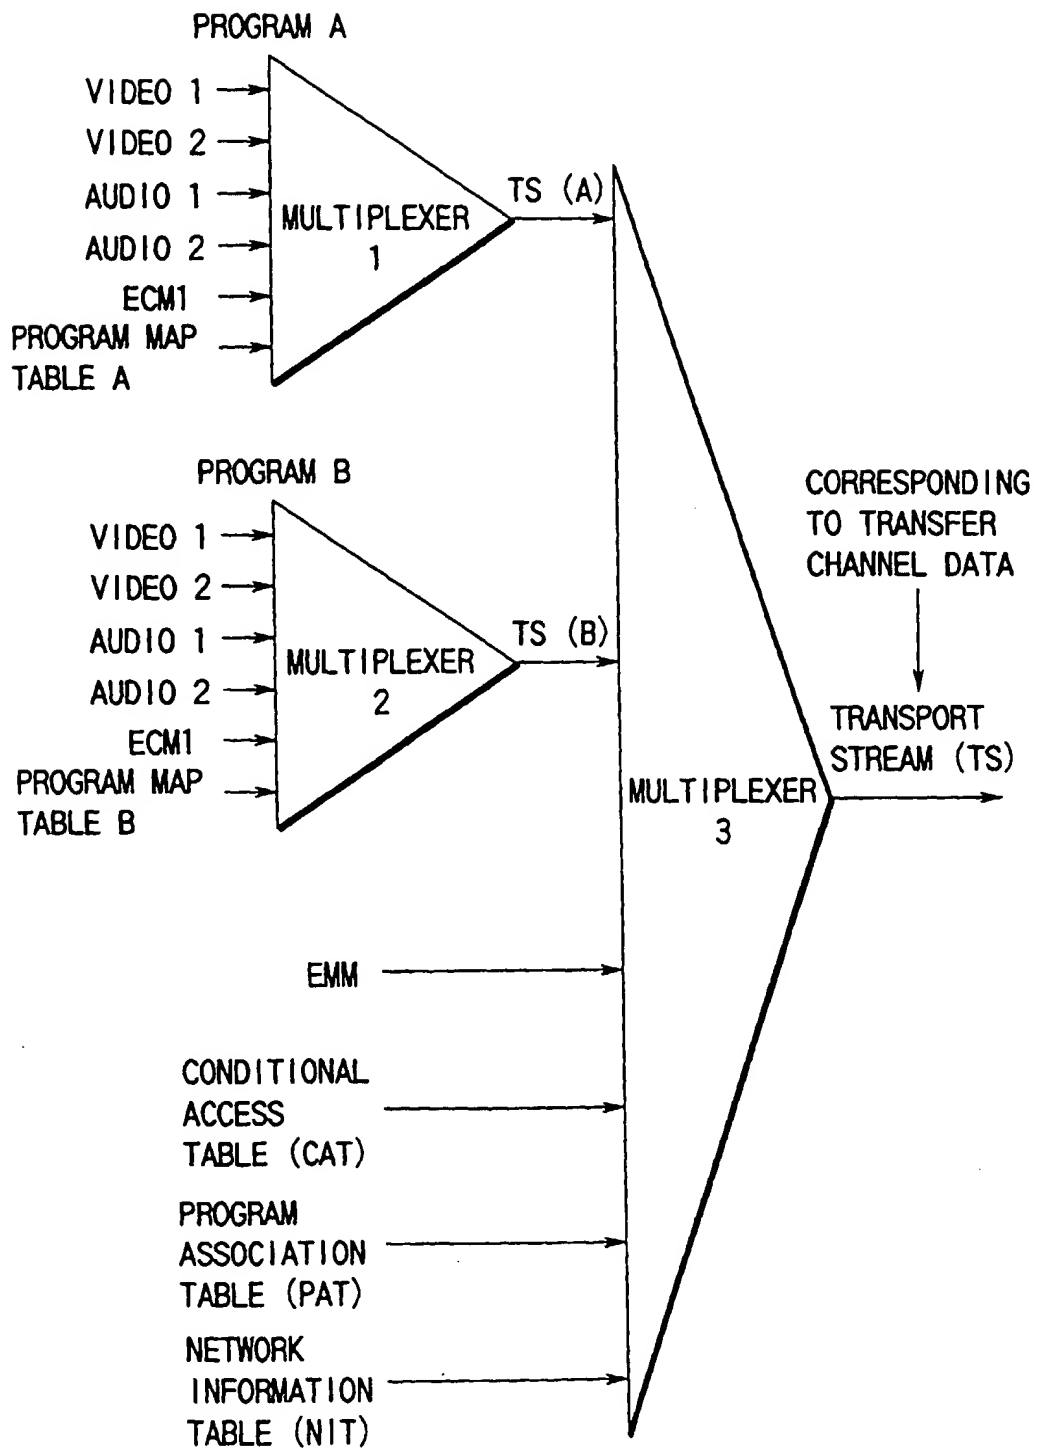 PROGRAM A
VIDEO 1
VIDEO 2
AUDIO 1
AUDIO 2
ECM1
PROGRAM MAP
TABLE A
MULTIPLEXER
1
TS (A)
PROGRAM B
VIDEO 1
VIDEO 2
AUDIO 1
AUDIO 2
ECM1
PROGRAM MAP
TABLE B
MULTIPLEXER
2
TS (B)
EMM
CONDITIONAL
ACCESS
TABLE (CAT)
PROGRAM
ASSOCIATION
TABLE (PAT)
NETWORK
INFORMATION
TABLE (NIT)
MULTIPLEXER
3
CORRESPONDING
TO TRANSFER
CHANNEL DATA
TRANSPORT
STREAM (TS)